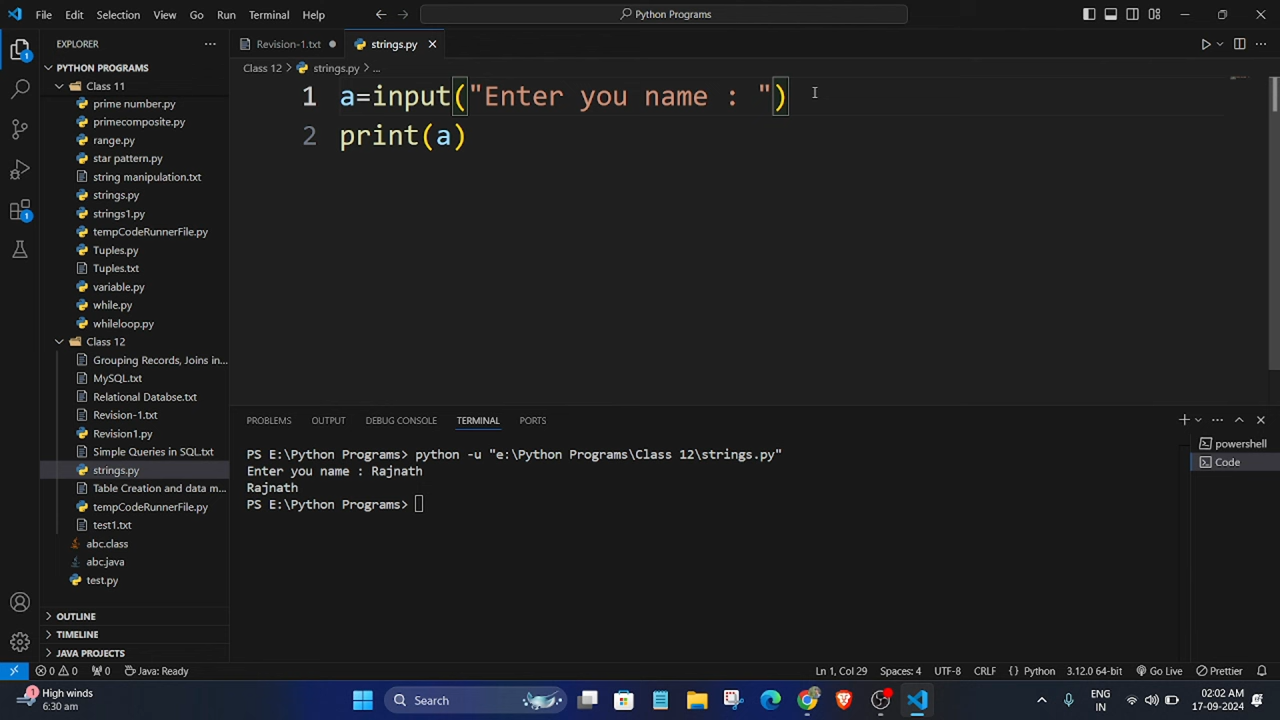 File Edit Selection View Go Run Terminal Help
Python Programs
EXPLORER
Revision-1.txt
strings.py
PYTHON PROGRAMS
Class 12 > strings.py > ...
Class 11
prime number.py
primecomposite.py
range.py
star pattern.py
string manipulation.txt
strings.py
strings1.py
tempCodeRunnerFile.py
Tuples.py
Tuples.txt
variable.py
while.py
whileloop.py
Class 12
Grouping Records, Joins in...
MySQL.txt
Relational Databse.txt
Revision-1.txt
Revision1.py
Simple Queries in SQL.txt
strings.py
Table Creation and data m...
tempCodeRunnerFile.py
test1.txt
abc.class
abc.java
test.py
OUTLINE
TIMELINE
JAVA PROJECTS
1 a=input("Enter you name : ")
2 print(a)
PROBLEMS OUTPUT DEBUG CONSOLE TERMINAL PORTS
PS E:\Python Programs> python -u "e:\Python Programs\Class 12\strings.py"
Enter you name : Rajnath
Rajnath
PS E:\Python Programs>
powershell
Code
0 0 0 Java: Ready
Ln 1, Col 29 Spaces: 4 UTF-8 CRLF { } Python 3.12.0 64-bit Go Live Prettier
1
High winds
6:30 am
Search
ENG
IN
02:02 AM
17-09-2024